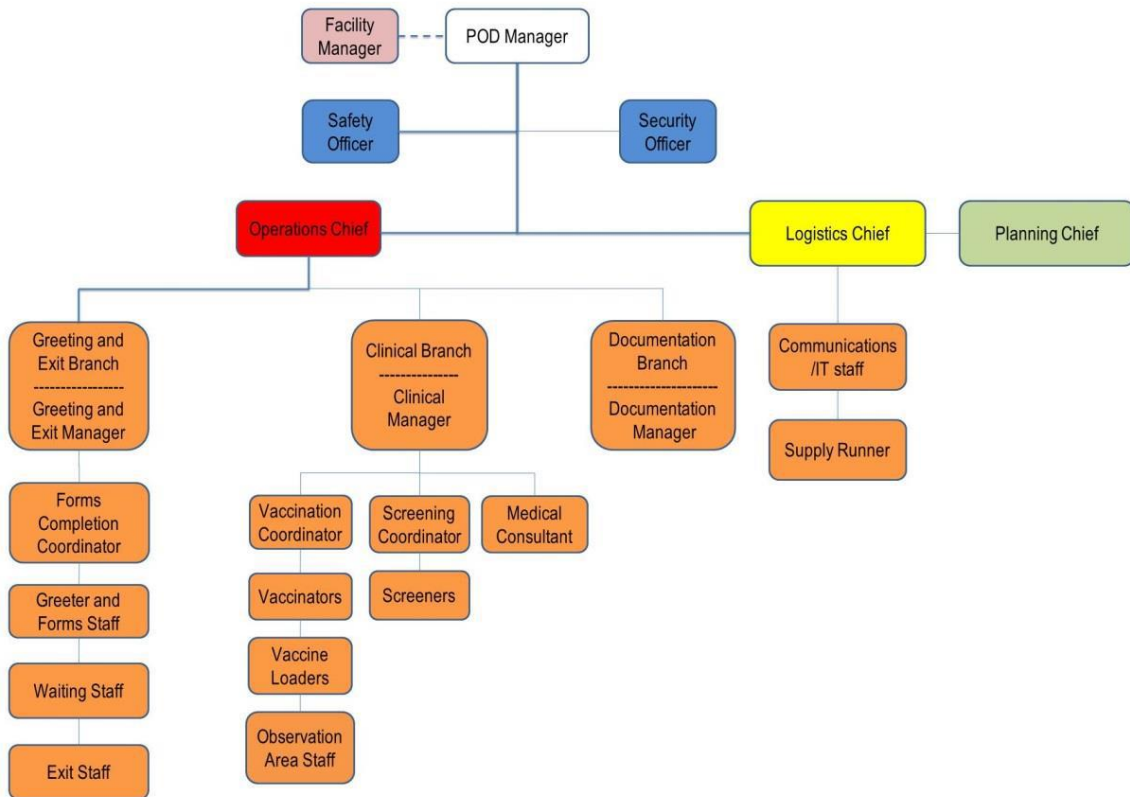 Facility
Manager
POD Manager
Safety
Officer
Security
Officer
Operations Chief
Logistics Chief
Planning Chief
Greeting and
Exit Branch
-----------------
Greeting and
Exit Manager
Clinical Branch
---------------
Clinical
Manager
Documentation
Branch
---------------------
Documentation
Manager
Communications
/IT staff
Supply Runner
Forms
Completion
Coordinator
Vaccination
Coordinator
Screening
Coordinator
Medical
Consultant
Greeter and
Forms Staff
Vaccinators
Screeners
Waiting Staff
Vaccine
Loaders
Exit Staff
Observation
Area Staff